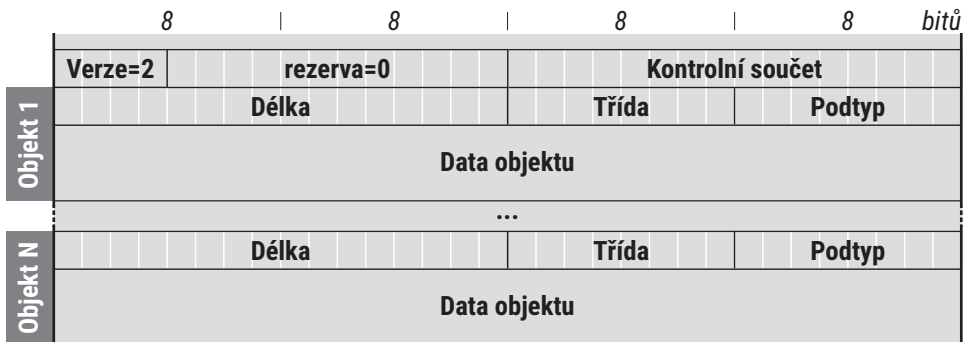 8 8 8 8 bitů
Verze=2 rezerva=0 Kontrolní součet
Objekt 1
Délka Třída Podtyp
Data objektu
...
Objekt N
Délka Třída Podtyp
Data objektu